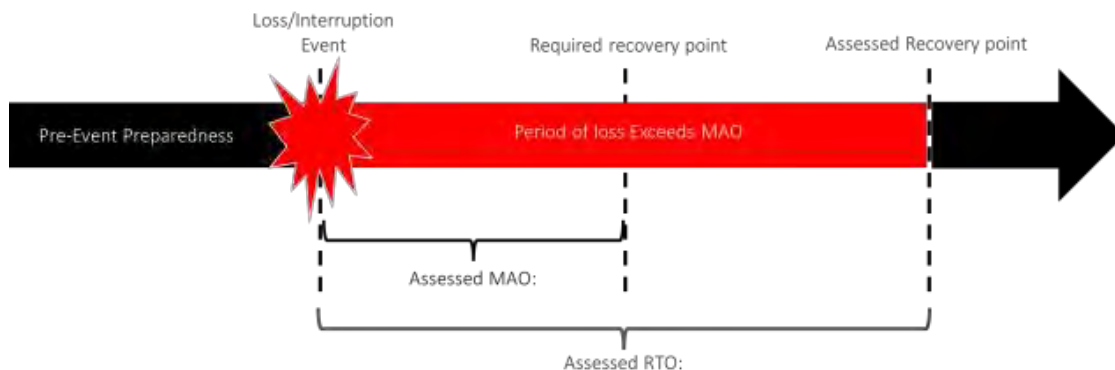 Loss/Interruption
Event
Required recovery point
Assessed Recovery point
Pre-Event Preparedness
Period of loss Exceeds MAO
Assessed MAO:
Assessed RTO: